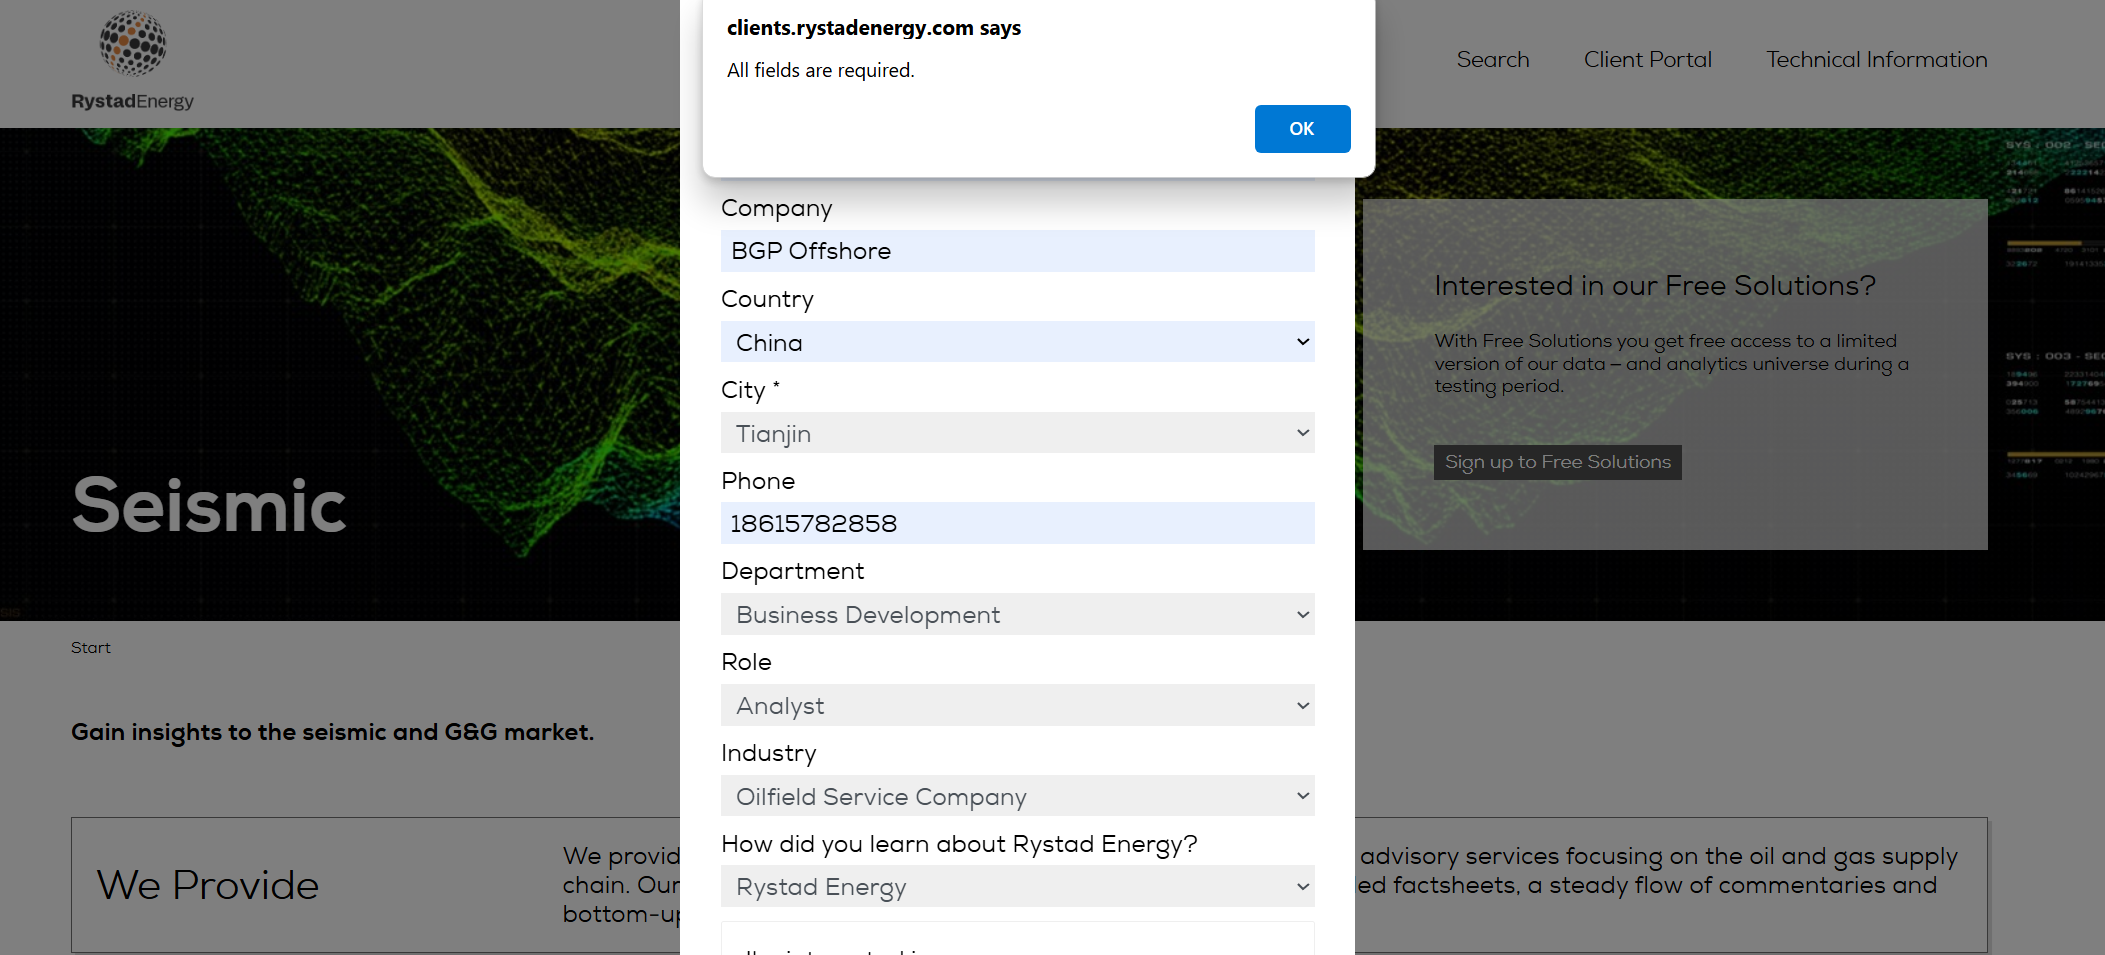 clients.rystadenergy.com says
All fields are required.
OK
RystadEnergy
Search
Client Portal
Technical Information
Company
BGP Offshore
Country
China
City *
Tianjin
Phone
18615782858
Department
Business Development
Role
Analyst
Industry
Oilfield Service Company
How did you learn about Rystad Energy?
Rystad Energy
Interested in our Free Solutions?
With Free Solutions you get free access to a limited
version of our data – and analytics universe during a
testing period.
Sign up to Free Solutions
Seismic
Start
Gain insights to the seismic and G&G market.
We Provide
We provid
advisory services focusing on the oil and gas supply
chain. Our
ed factsheets, a steady flow of commentaries and
bottom-up